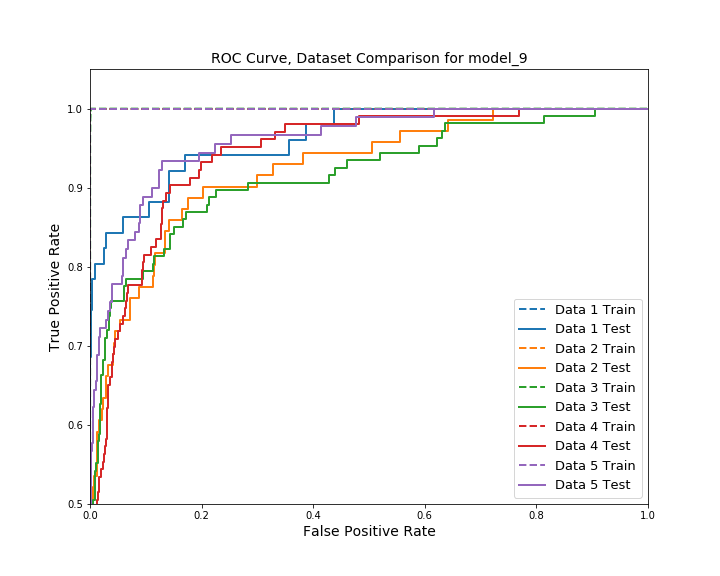 ROC Curve, Dataset Comparison for model_9
True Positive Rate
1.0
0.9
0.8
0.7
0.6
0.5
0.0
0.2
0.4
0.6
0.8
1.0
False Positive Rate
Data 1 Train
Data 1 Test
Data 2 Train
Data 2 Test
Data 3 Train
Data 3 Test
Data 4 Train
Data 4 Test
Data 5 Train
Data 5 Test